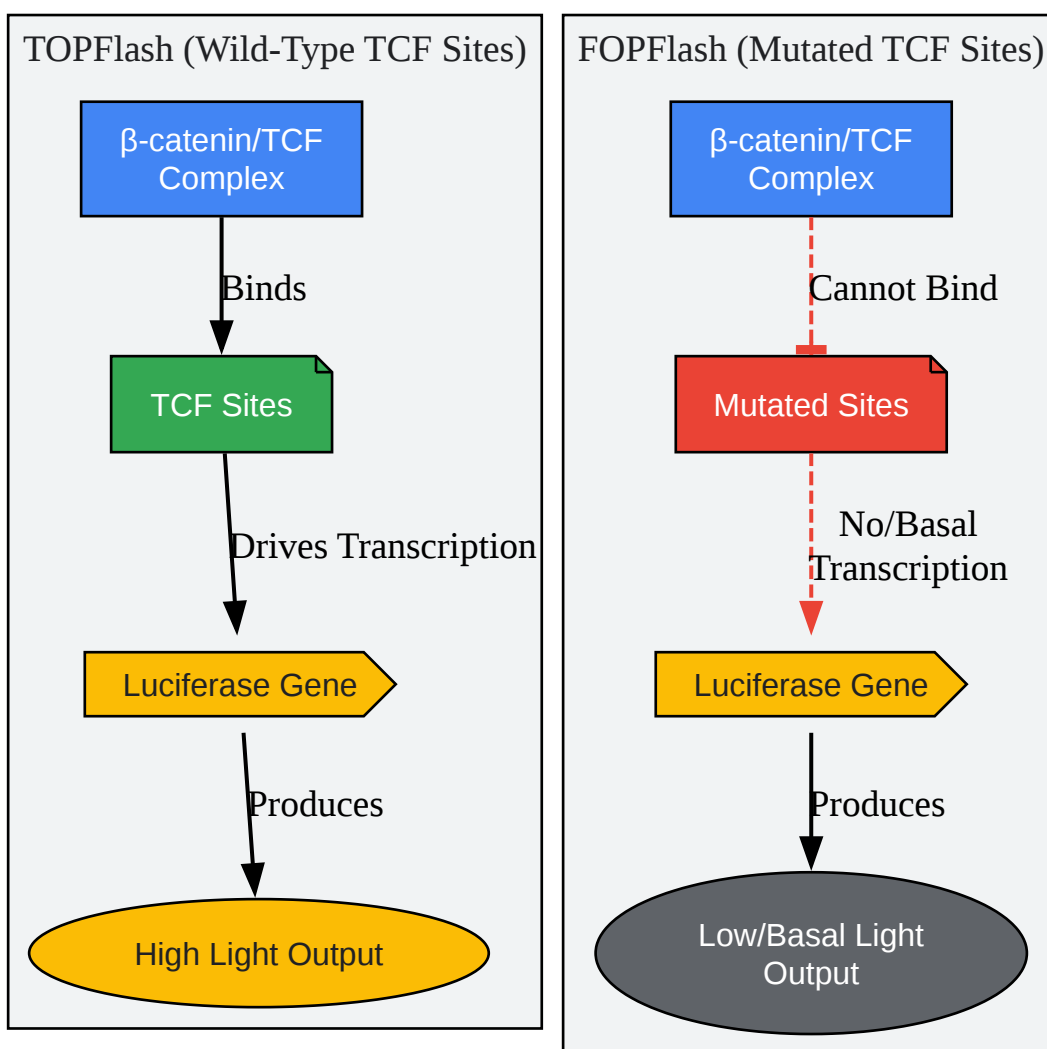 TOPFlash (Wild-Type TCF Sites)
β-catenin/TCF
Complex
Binds
TCF Sites
Drives Transcription
Luciferase Gene
Produces
High Light Output
FOPFlash (Mutated TCF Sites)
β-catenin/TCF
Complex
Cannot Bind
Mutated Sites
No/Basal
Transcription
Luciferase Gene
Produces
Low/Basal Light
Output